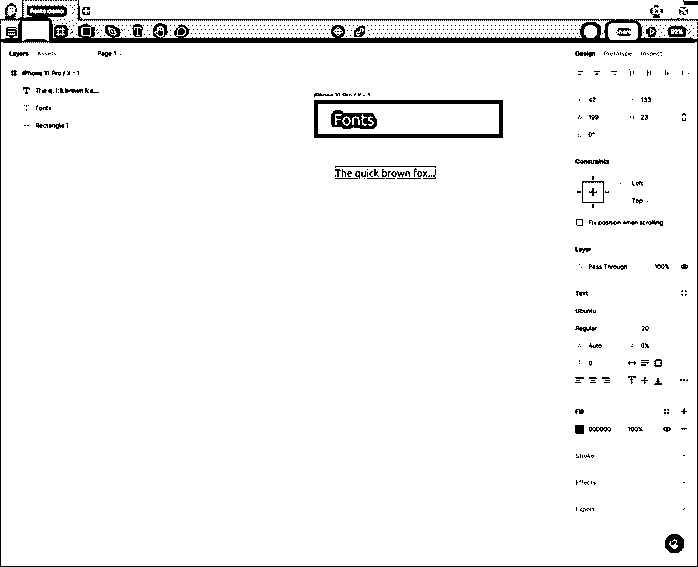 Fonts demo
Share
92%
Layers Assets Page 1
Design Prototype Inspect
iPhone 11 Pro / X - 1
The quick brown fox...
Fonts
Rectangle 1
iPhone 11 Pro / X - 1
Fonts
The quick brown fox...
X 42 Y 133
W 199 H 23
0°
Constraints
Left
Top
Fix position when scrolling
Layer
Pass Through 100%
Text
Ubuntu
Regular 20
Auto 0%
0
Fill
000000 100%
Stroke
Effects
Export